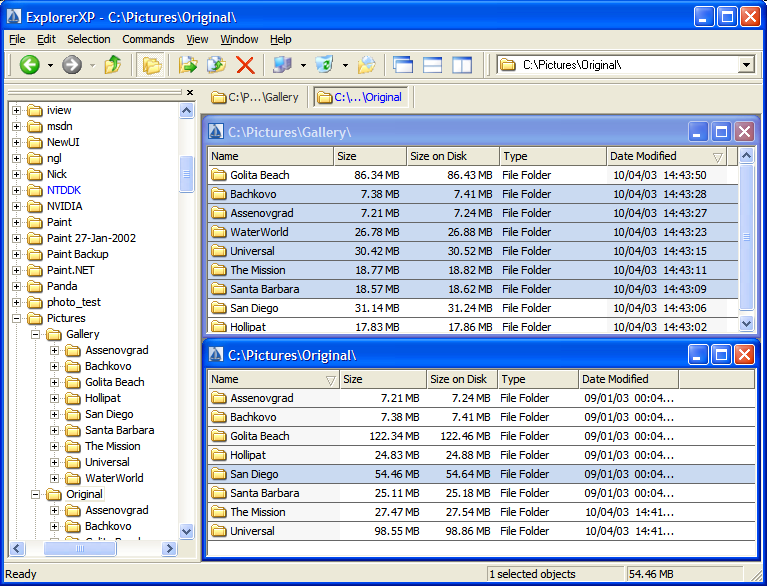 ExplorerXP - C:\Pictures\Original\
File Edit Selection Commands View Window Help
C:\Pictures\Original\
C:\P...\Gallery C:\...\Original
iview
msdn
NewUI
ngl
Nick
NTDDK
NVIDIA
Paint
Paint 27-Jan-2002
Paint Backup
Paint.NET
Panda
photo_test
Pictures
Gallery
Assenovgrad
Bachkovo
Golita Beach
Hollipat
San Diego
Santa Barbara
The Mission
Universal
WaterWorld
Original
Assenovgrad
Bachkovo
C:\Pictures\Gallery\
Name Size Size on Disk Type Date Modified
Golita Beach 86.34 MB 86.43 MB File Folder 10/04/03 14:43:50
Bachkovo 7.38 MB 7.41 MB File Folder 10/04/03 14:43:28
Assenovgrad 7.21 MB 7.24 MB File Folder 10/04/03 14:43:27
WaterWorld 26.78 MB 26.88 MB File Folder 10/04/03 14:43:23
Universal 30.42 MB 30.52 MB File Folder 10/04/03 14:43:15
The Mission 18.77 MB 18.82 MB File Folder 10/04/03 14:43:11
Santa Barbara 18.57 MB 18.62 MB File Folder 10/04/03 14:43:09
San Diego 31.14 MB 31.24 MB File Folder 10/04/03 14:43:06
Hollipat 17.83 MB 17.86 MB File Folder 10/04/03 14:43:02
C:\Pictures\Original\
Name Size Size on Disk Type Date Modified
Assenovgrad 7.21 MB 7.24 MB File Folder 09/01/03 00:04...
Bachkovo 7.38 MB 7.41 MB File Folder 09/01/03 00:04...
Golita Beach 122.34 MB 122.46 MB File Folder 09/01/03 00:04...
Hollipat 24.83 MB 24.88 MB File Folder 09/01/03 00:04...
San Diego 54.46 MB 54.64 MB File Folder 09/01/03 00:04...
Santa Barbara 25.11 MB 25.18 MB File Folder 09/01/03 00:04...
The Mission 27.47 MB 27.54 MB File Folder 10/04/03 14:41...
Universal 98.55 MB 98.86 MB File Folder 10/04/03 14:41...
Ready 1 selected objects 54.46 MB